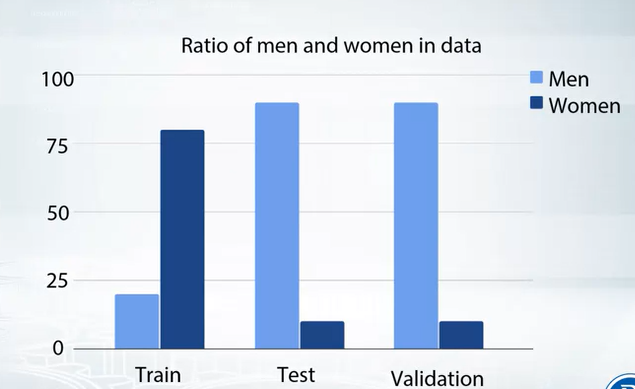 Ratio of men and women in data
100
75
50
25
0
Men
Women
Train
Test
Validation